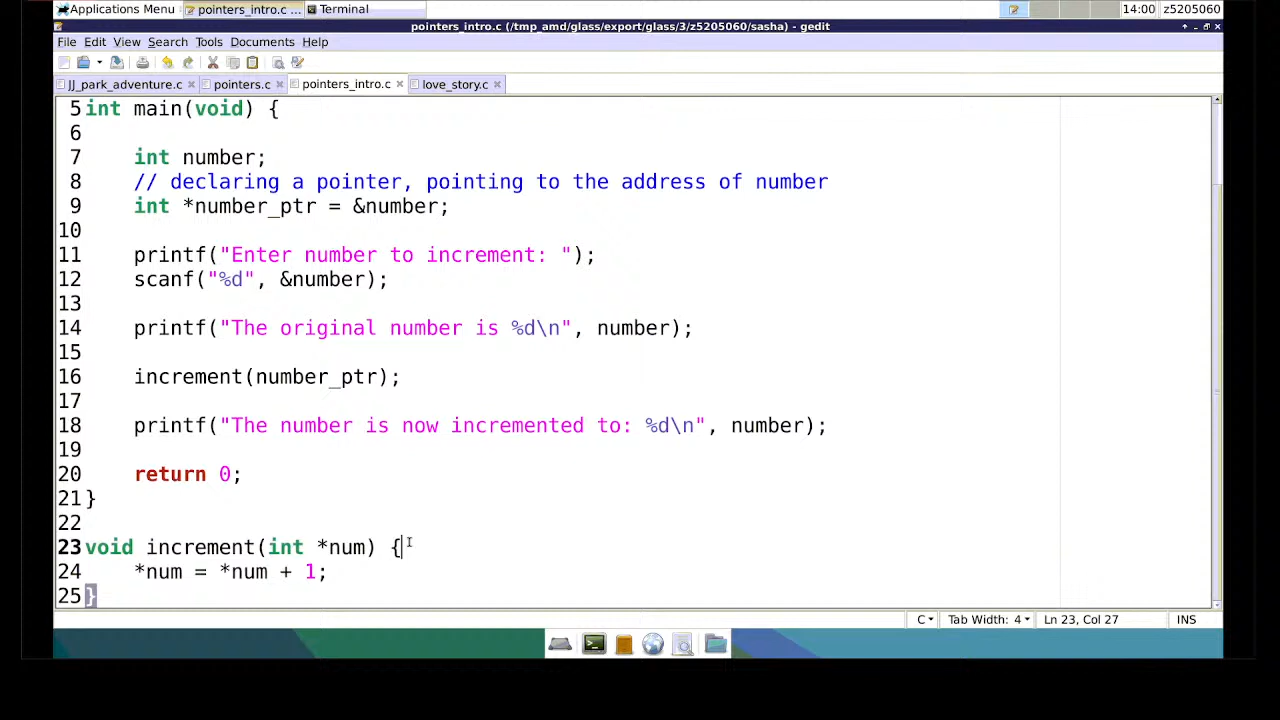 Applications Menu pointers_intro.c ... Terminal 14:00 z5205060
pointers_intro.c (/tmp_amd/glass/export/glass/3/z5205060/sasha) - gedit
File Edit View Search Tools Documents Help
JJ_park_adventure.c pointers.c pointers_intro.c love_story.c
5 int main(void) {
6
7     int number;
8     // declaring a pointer, pointing to the address of number
9     int *number_ptr = &number;
10
11     printf("Enter number to increment: ");
12     scanf("%d", &number);
13
14     printf("The original number is %d\n", number);
15
16     increment(number_ptr);
17
18     printf("The number is now incremented to: %d\n", number);
19
20     return 0;
21 }
22
23 void increment(int *num) {
24     *num = *num + 1;
25 }
C Tab Width: 4 Ln 23, Col 27 INS